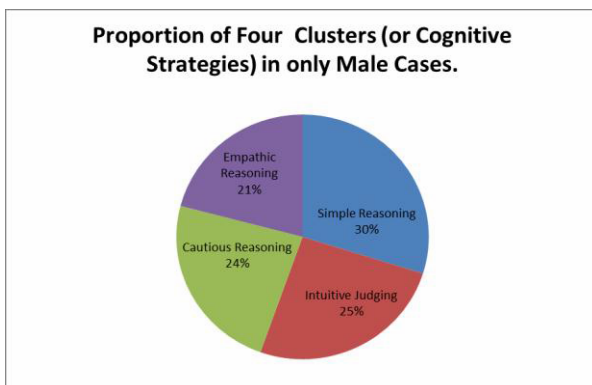 Proportion of Four Clusters (or Cognitive
Strategies) in only Male Cases.
Empathic
Reasoning
21%
Simple Reasoning
30%
Cautious Reasoning
24%
Intuitive Judging
25%